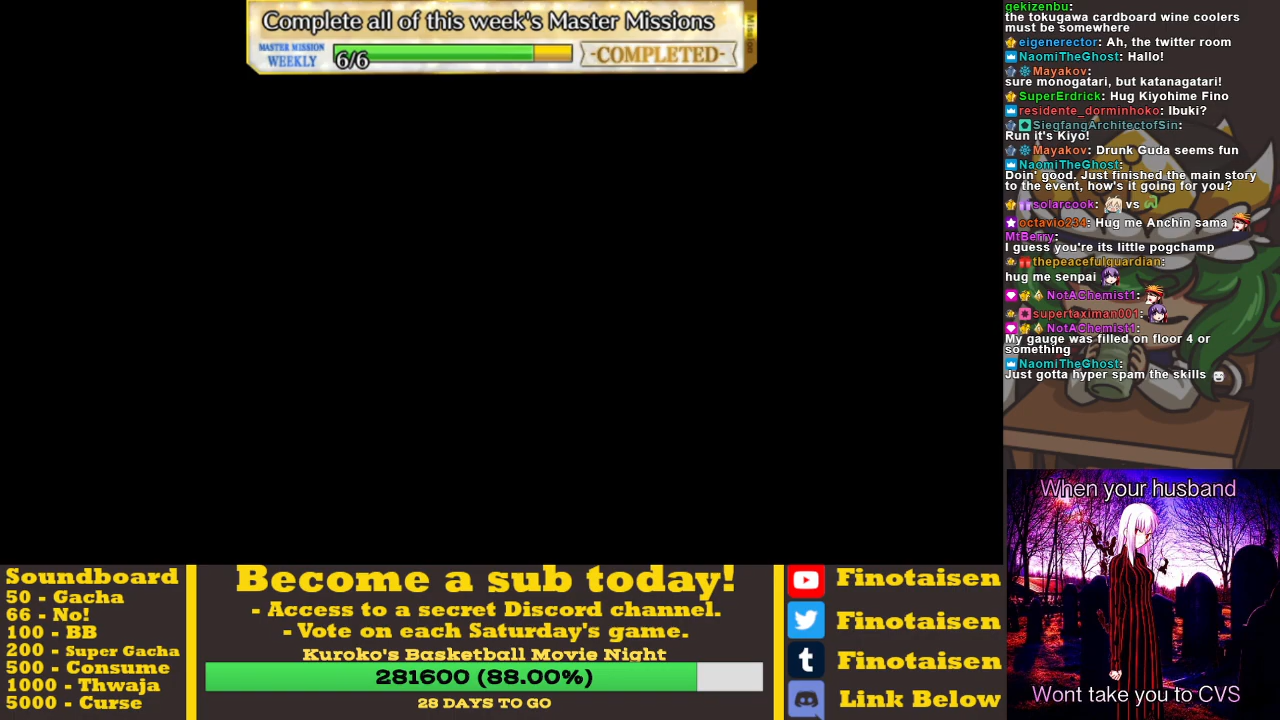 Complete all of this week's Master Missions
MASTER MISSION
WEEKLY
6/6
-COMPLETED-
Mission
gekizenbu:
the tokugawa cardboard wine coolers
must be somewhere
eigenerector: Ah, the twitter room
NaomiTheGhost: Hallo!
Mayakov:
sure monogatari, but katanagatari!
SuperErdrick: Hug Kiyohime Fino
residente_dorminhoko: Ibuki?
SiegfangArchitectofSin:
Run it's Kiyo!
Mayakov: Drunk Guda seems fun
NaomiTheGhost:
Doin' good. Just finished the main story
to the event, how's it going for you?
solarcook: vs
octavio234: Hug me Anchin sama
MtBerry:
I guess you're its little pogchamp
thepeacefulguardian:
hug me senpai
NotAChemist1:
supertaximan001:
NotAChemist1:
My gauge was filled on floor 4 or
something
NaomiTheGhost:
Just gotta hyper spam the skills
When your husband
Wont take you to CVS
Soundboard
50 - Gacha
66 - No!
100 - BB
200 - Super Gacha
500 - Consume
1000 - Thwaja
5000 - Curse
Become a sub today!
- Access to a secret Discord channel.
- Vote on each Saturday's game.
Kuroko's Basketball Movie Night
281600 (88.00%)
28 DAYS TO GO
Finotaisen
Finotaisen
t Finotaisen
Link Below